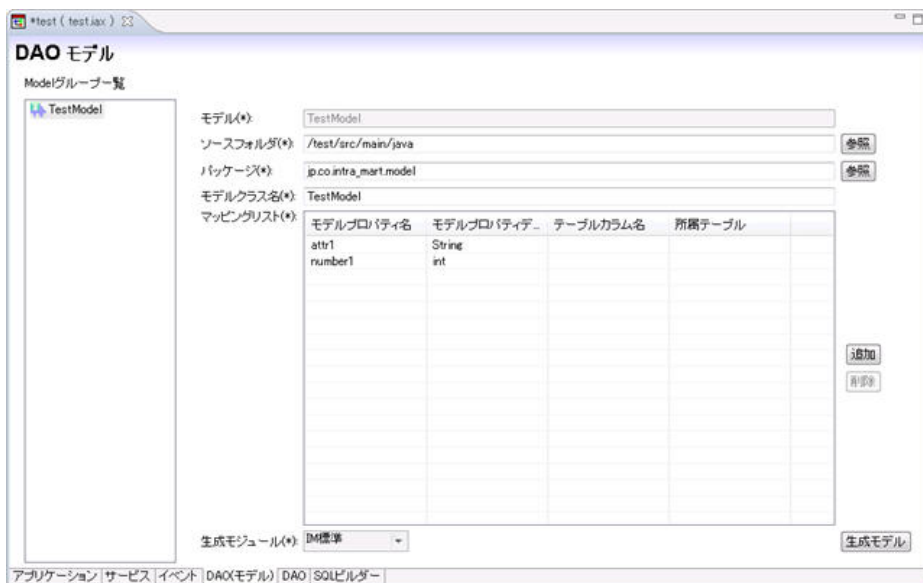 *test ( test.iax )
DAO モデル
Modelグループ一覧
TestModel
モデル(*): TestModel
ソースフォルダ(*): /test/src/main/java 参照
パッケージ(*): jp.co.intra_mart.model 参照
モデルクラス名(*): TestModel
マッピングリスト(*):
モデルプロパティ名 モデルプロパティデ... テーブルカラム名 所属テーブル
attr1 String
number1 int
追加
削除
生成モジュール(*): IM標準 生成モデル
アプリケーション サービス イベント DAO(モデル) DAO SQLビルダー